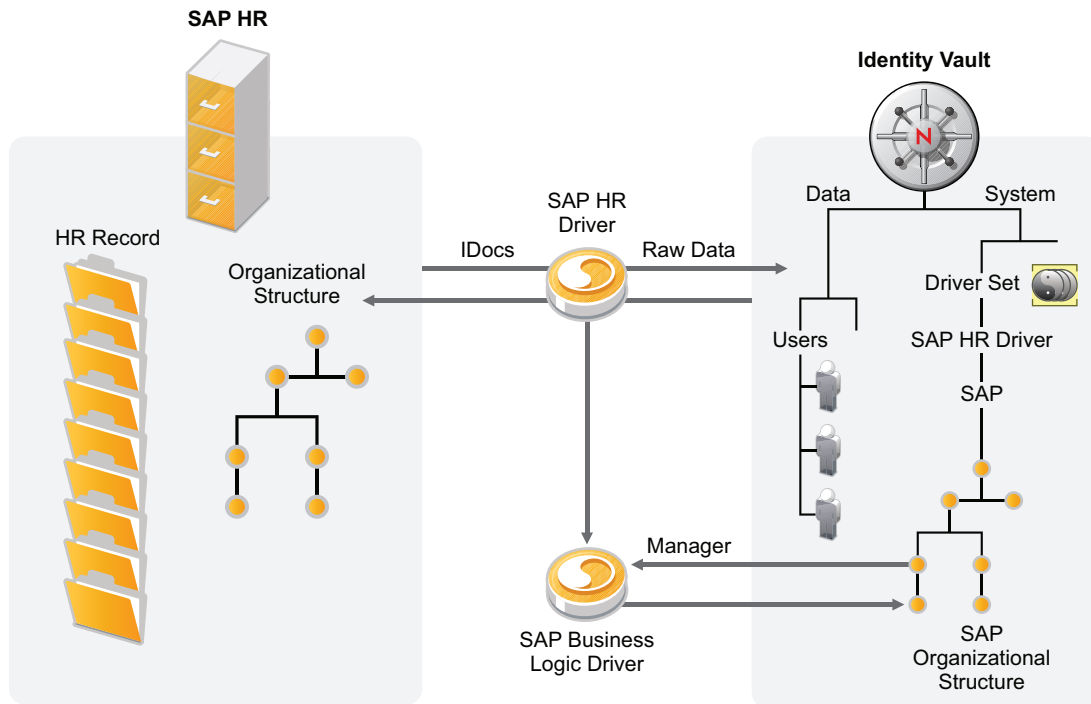 SAP HR
Identity Vault
N
Data
System
SAP HR
Driver
HR Record
IDocs
Raw Data
Organizational
Structure
Driver Set
Users
SAP HR Driver
SAP
Manager
SAP Business
Logic Driver
SAP
Organizational
Structure